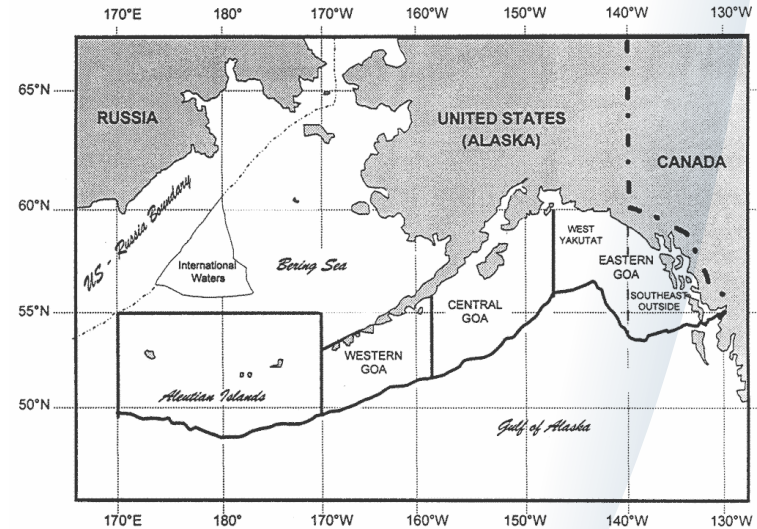 170°E 180° 170°W 160°W 150°W 140°W 130°W
65°N
RUSSIA
UNITED STATES
(ALASKA)
CANADA
60°N
US - Russia Boundary
International
Waters
Bering Sea
WEST
YAKUTAT
EASTERN
GOA
SOUTHEAST
OUTSIDE
CENTRAL
GOA
55°N
WESTERN
GOA
Aleutian Islands
50°N
Gulf of Alaska
170°E 180° 170°W 160°W 150°W 140°W 130°W